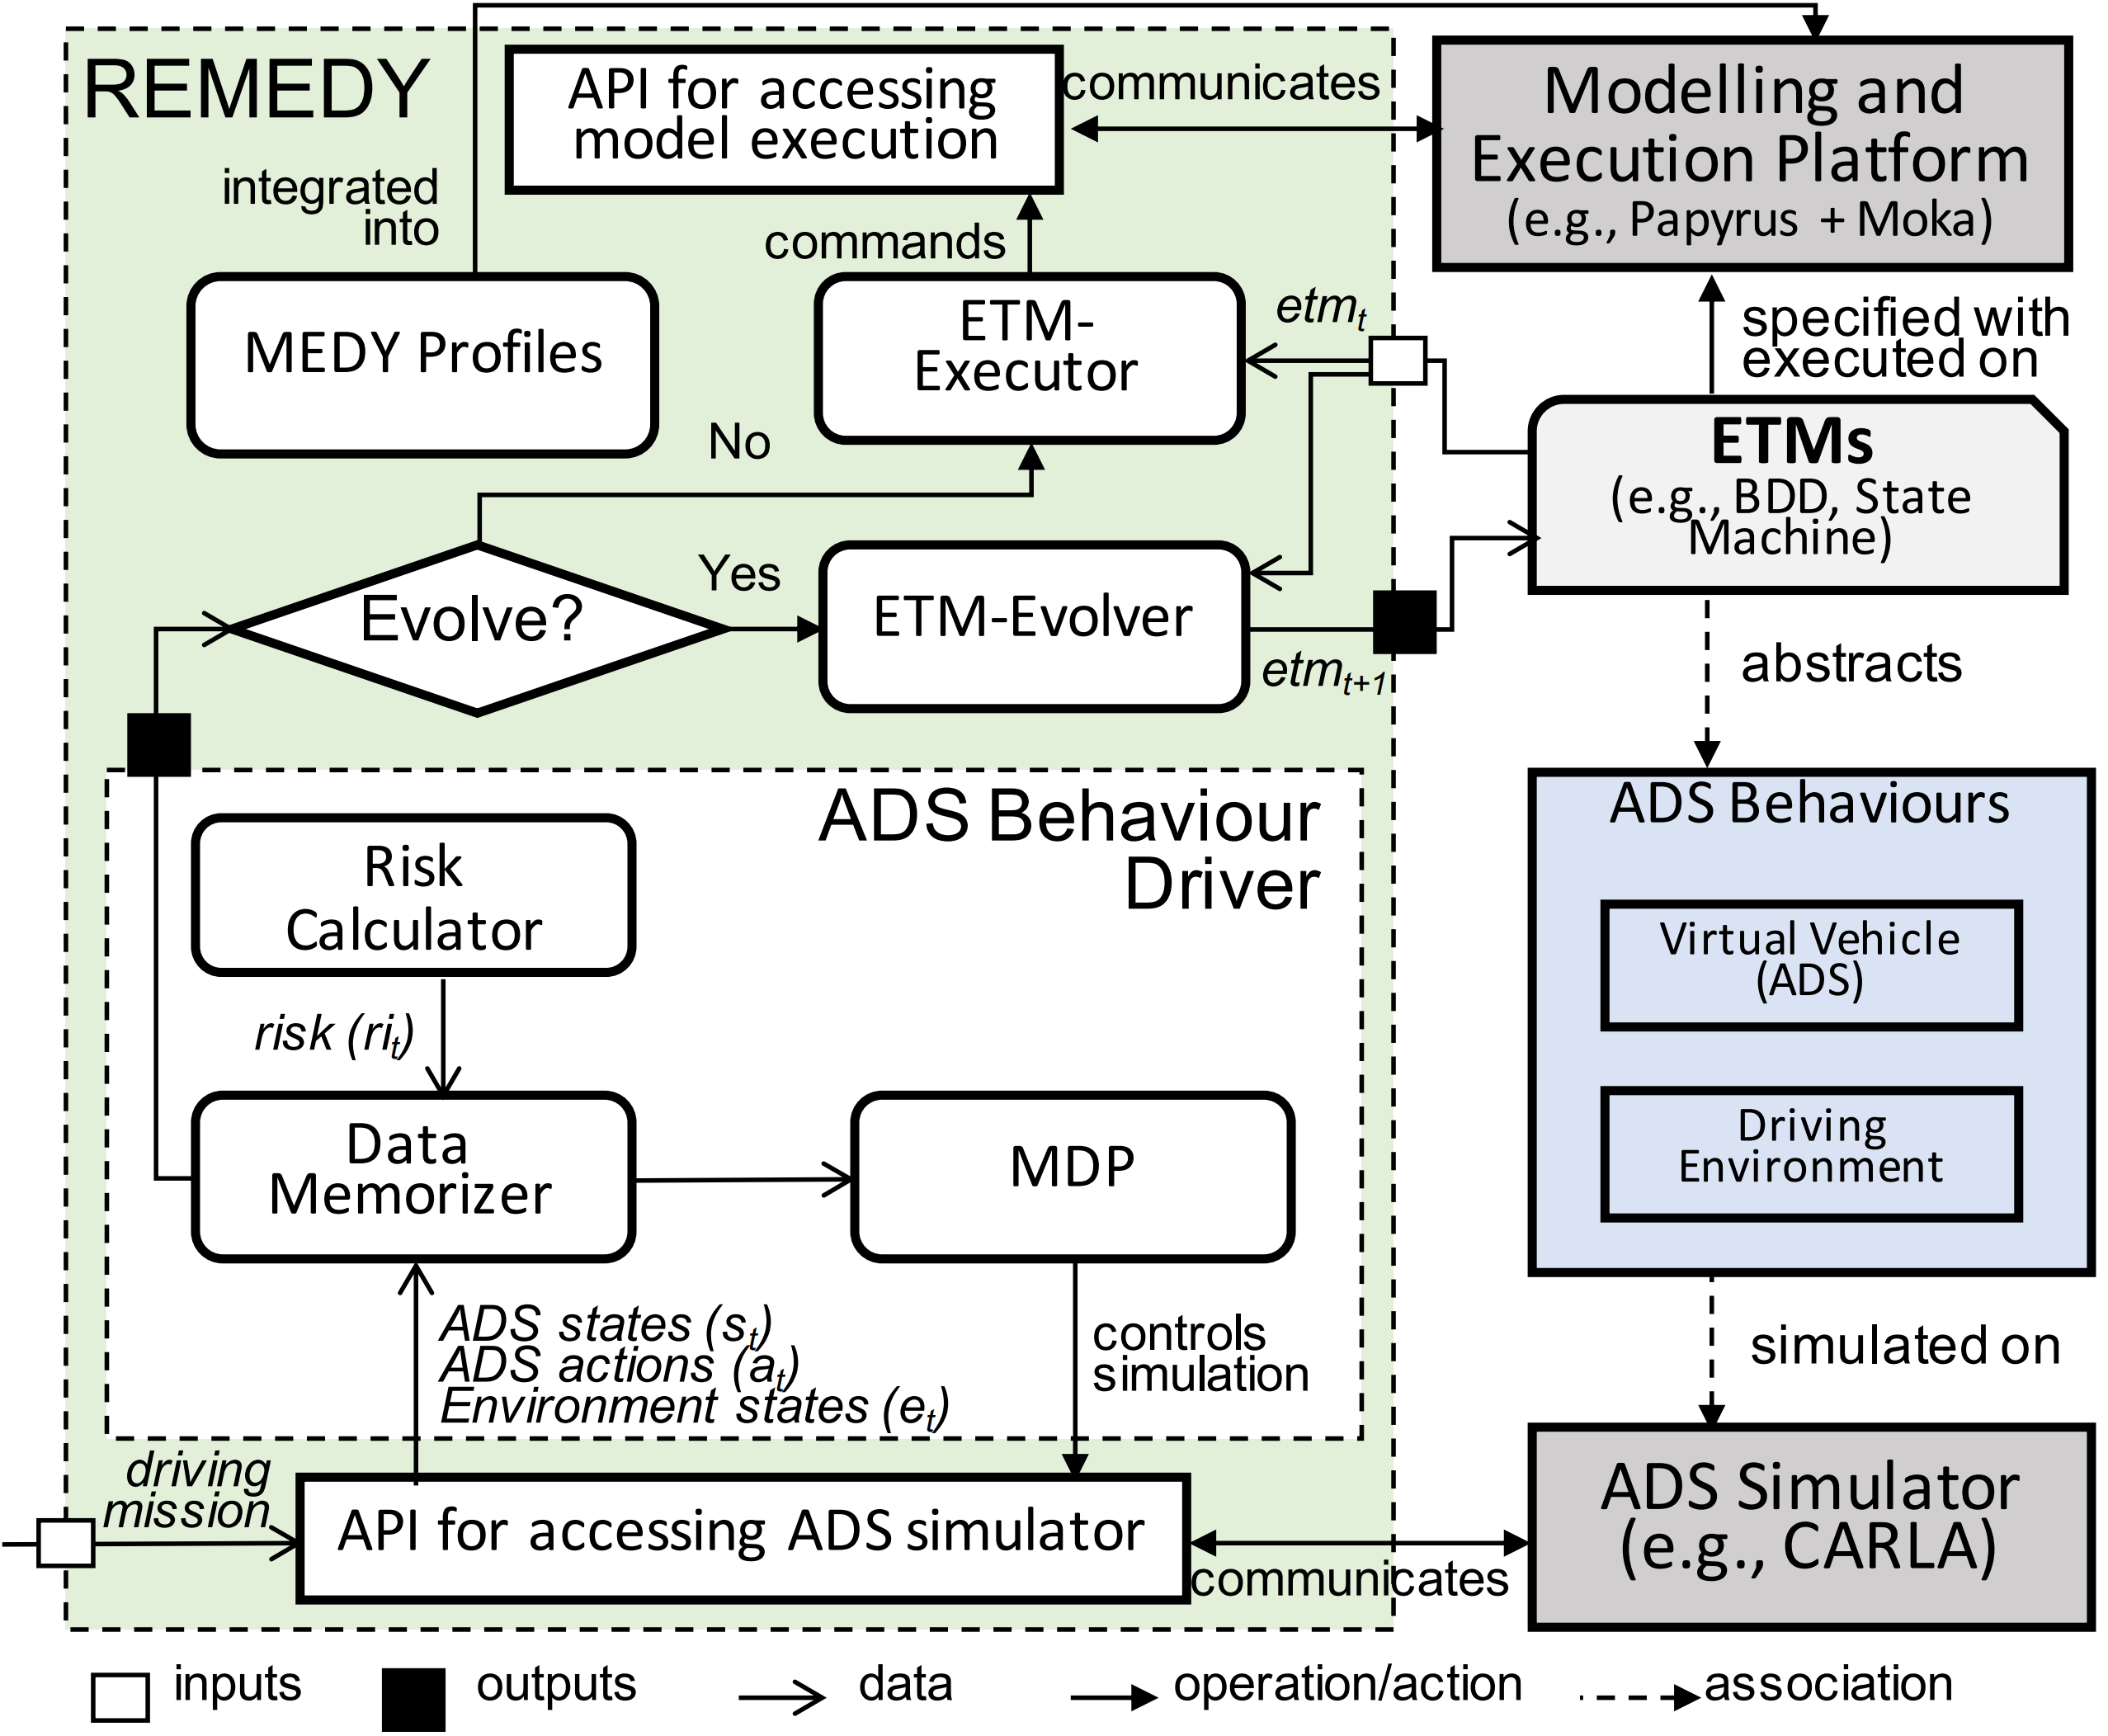 REMEDY
API for accessing
model execution
communicates
Modelling and
Execution Platform
(e.g., Papyrus + Moka)
integrated
into
commands
MEDY Profiles
ETM-
Executor
etm_t
specified with
executed on
No
ETMs
(e.g., BDD, State
Machine)
Evolve?
Yes
ETM-Evolver
etm_{t+1}
abstracts
ADS Behaviour
Driver
Risk
Calculator
risk (ri_t)
Data
Memorizer
MDP
ADS Behaviours
Virtual Vehicle
(ADS)
Driving
Environment
ADS states (s_t)
ADS actions (a_t)
Environment states (e_t)
controls
simulation
simulated on
driving
mission
API for accessing ADS simulator
communicates
ADS Simulator
(e.g., CARLA)
inputs
outputs
data
operation/action
association